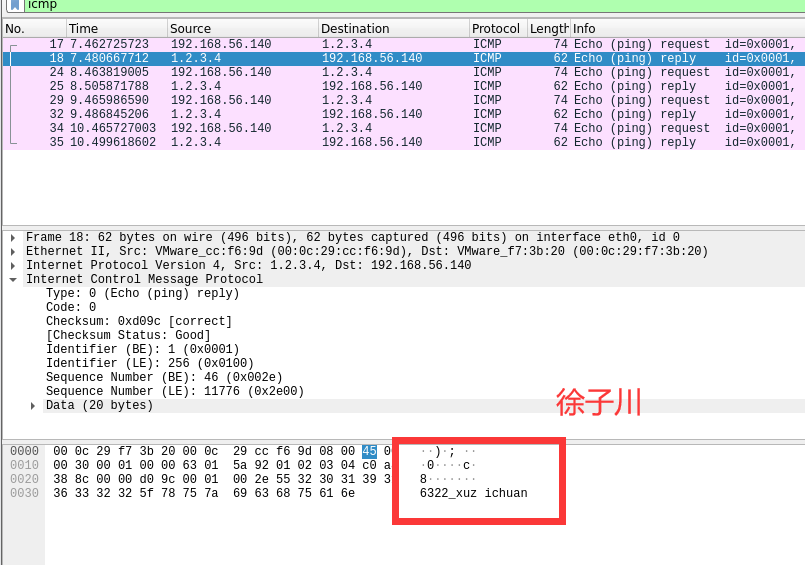 icmp
No. Time Source Destination Protocol Length Info
17 7.462725723 192.168.56.140 1.2.3.4 ICMP 74 Echo (ping) request id=0x0001,
18 7.480667712 1.2.3.4 192.168.56.140 ICMP 62 Echo (ping) reply id=0x0001,
24 8.463819005 192.168.56.140 1.2.3.4 ICMP 74 Echo (ping) request id=0x0001,
25 8.505871788 1.2.3.4 192.168.56.140 ICMP 62 Echo (ping) reply id=0x0001,
29 9.465986590 192.168.56.140 1.2.3.4 ICMP 74 Echo (ping) request id=0x0001,
32 9.486845206 1.2.3.4 192.168.56.140 ICMP 62 Echo (ping) reply id=0x0001,
34 10.465727003 192.168.56.140 1.2.3.4 ICMP 74 Echo (ping) request id=0x0001,
35 10.499618602 1.2.3.4 192.168.56.140 ICMP 62 Echo (ping) reply id=0x0001,
Frame 18: 62 bytes on wire (496 bits), 62 bytes captured (496 bits) on interface eth0, id 0
Ethernet II, Src: VMware_cc:f6:9d (00:0c:29:cc:f6:9d), Dst: VMware_f7:3b:20 (00:0c:29:f7:3b:20)
Internet Protocol Version 4, Src: 1.2.3.4, Dst: 192.168.56.140
Internet Control Message Protocol
Type: 0 (Echo (ping) reply)
Code: 0
Checksum: 0xd09c [correct]
[Checksum Status: Good]
Identifier (BE): 1 (0x0001)
Identifier (LE): 256 (0x0100)
Sequence Number (BE): 46 (0x002e)
Sequence Number (LE): 11776 (0x2e00)
徐子川
Data (20 bytes)
0000 00 0c 29 f7 3b 20 00 0c 29 cc f6 9d 08 00 45 ··);  ··
0010 00 30 00 01 00 00 63 01 5a 92 01 02 03 04 c0 ·0····c·
0020 38 8c 00 00 d0 9c 00 01 00 2e 55 32 30 31 39 8·······
0030 36 33 32 32 5f 78 75 7a 69 63 68 75 61 6e 6322_xuz ichuan